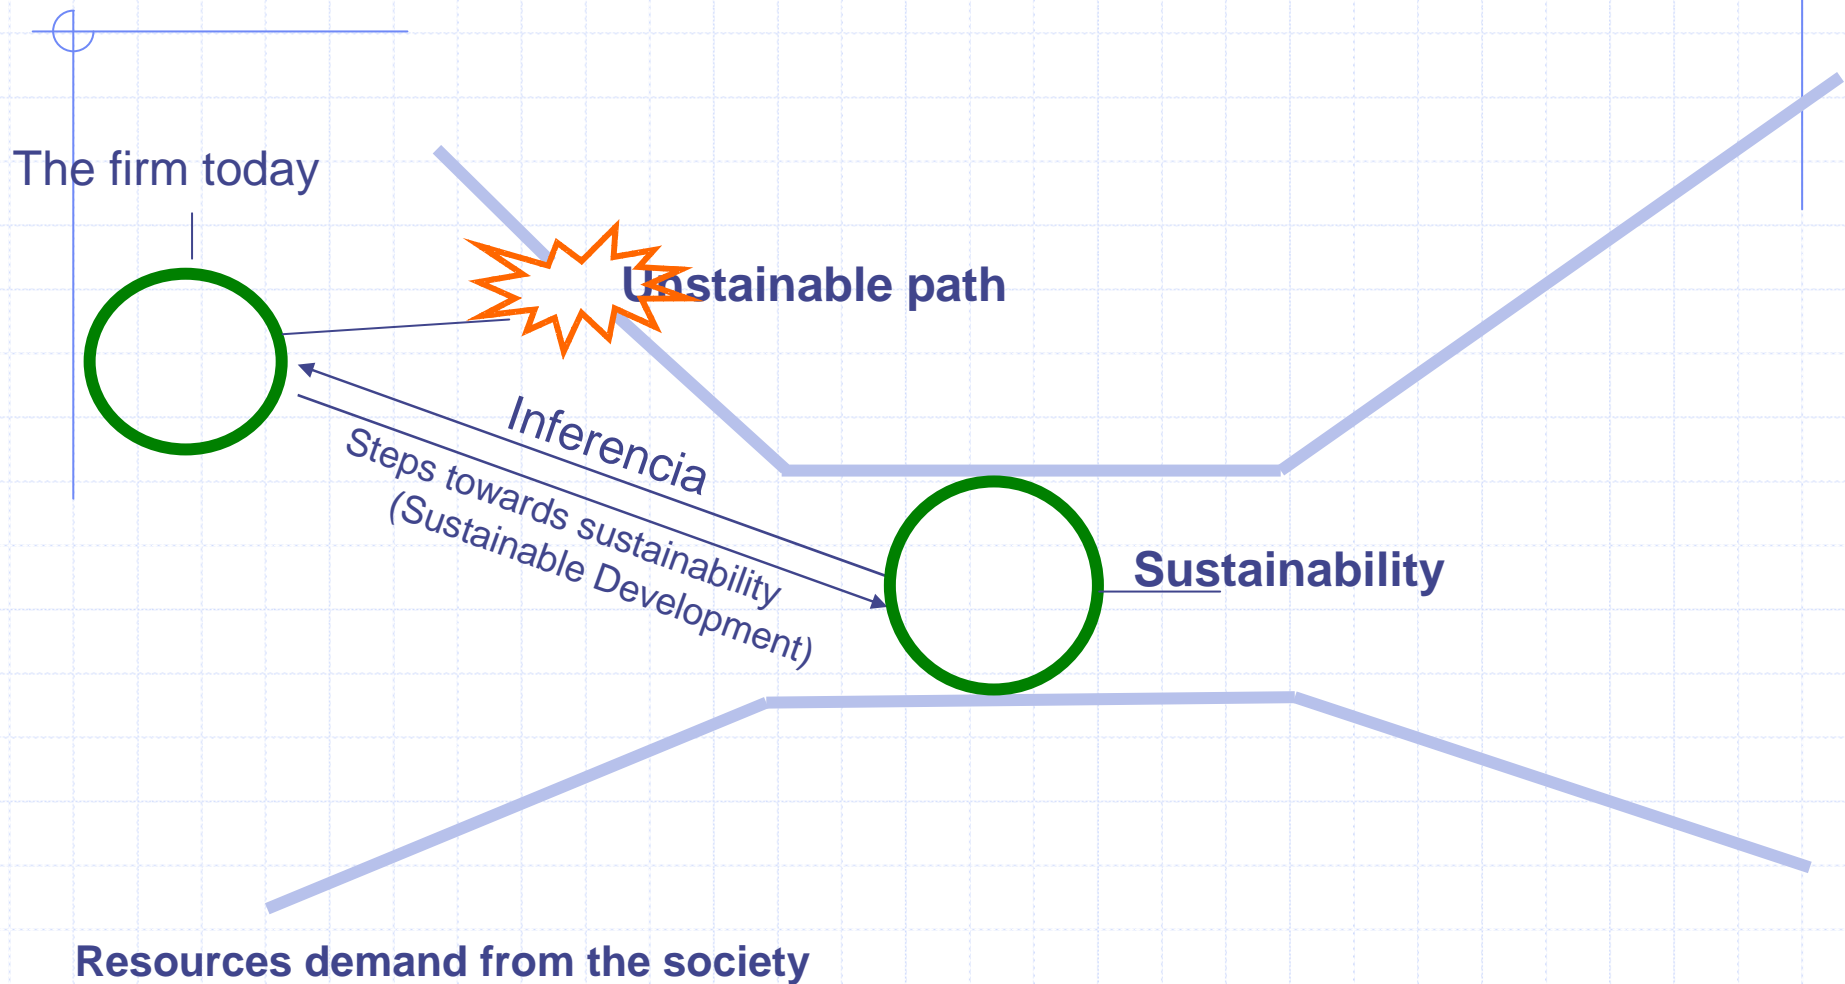 The firm today
Unstainable path
Inferencia
Steps towards sustainability
(Sustainable Development)
Sustainability
Resources demand from the society